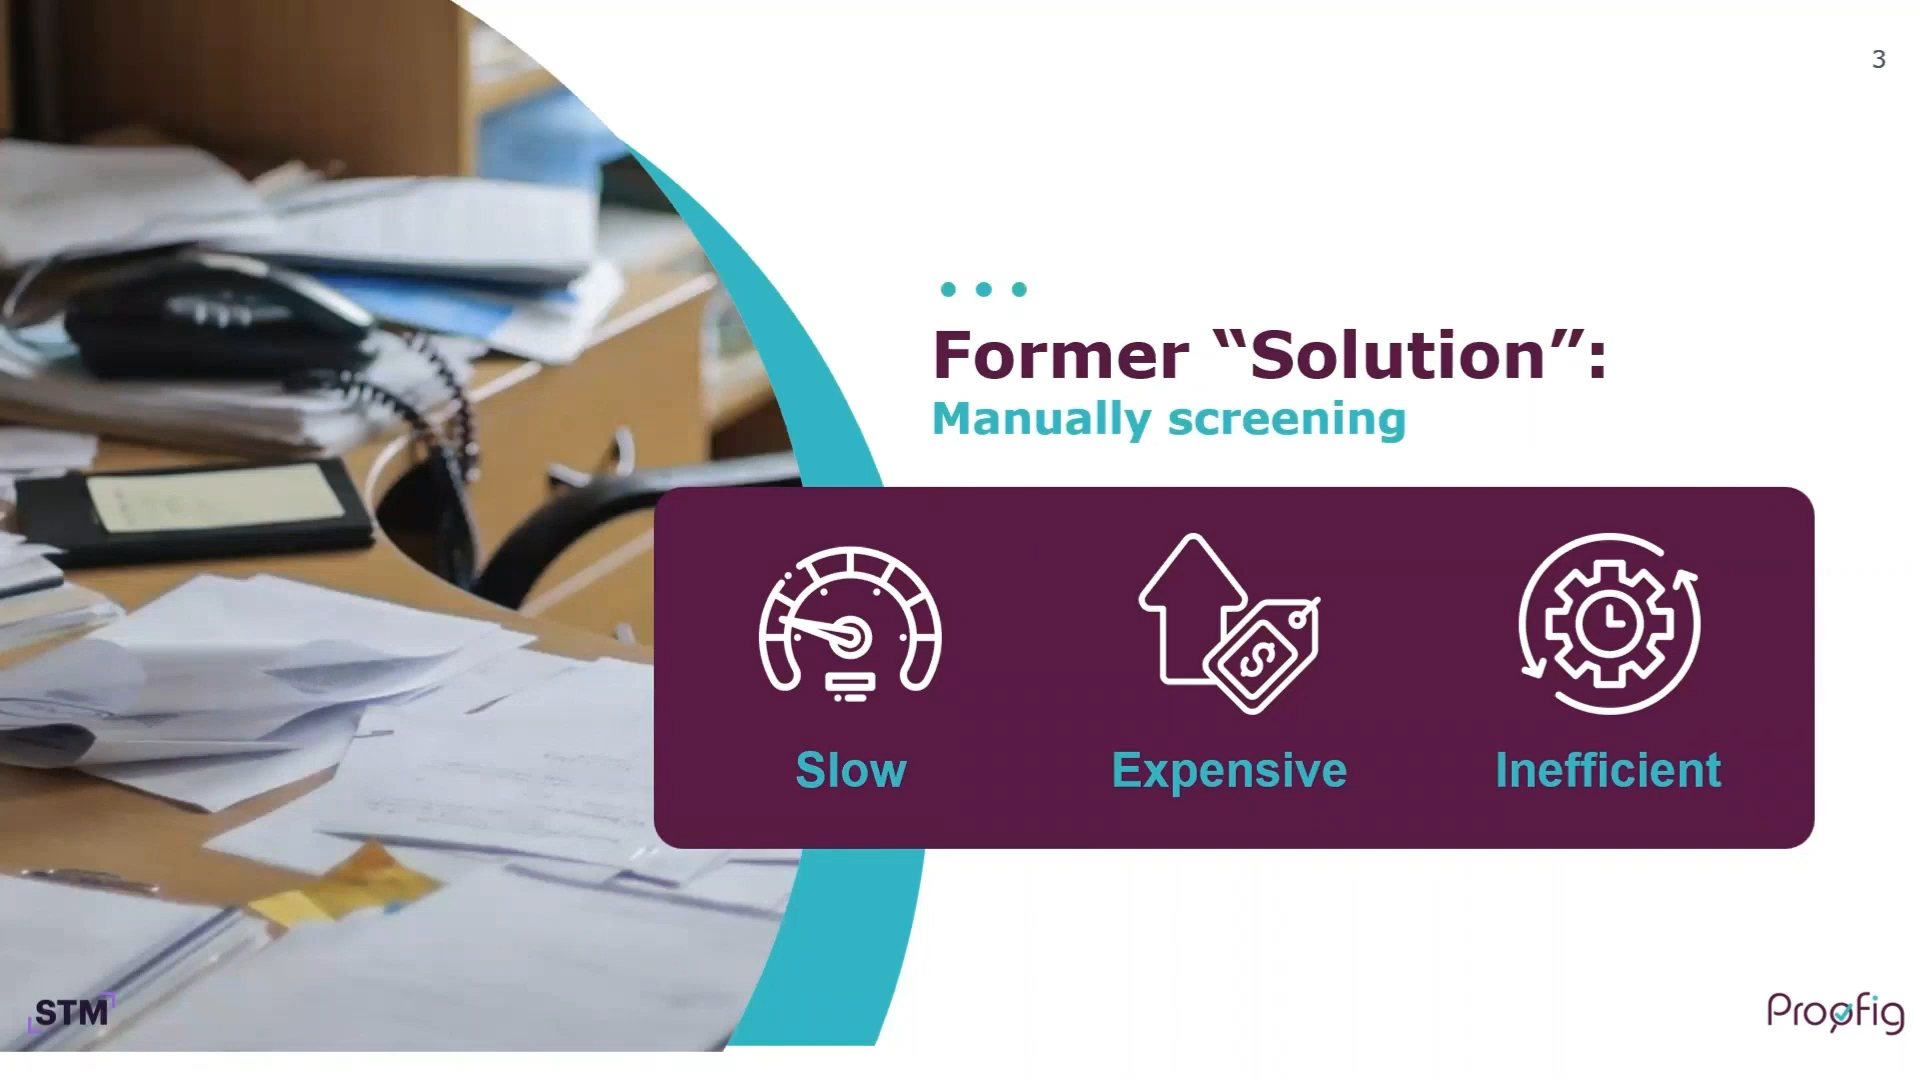 3
Former “Solution”:
Manually screening
Slow
Expensive
Inefficient
STM
Proofig